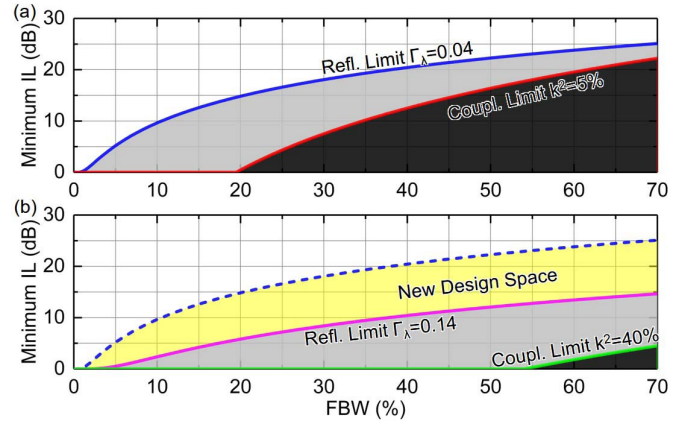 (a)
30
20
10
0
Minimum IL (dB)
Refl. Limit Γλ=0.04
Coupl. Limit k²=5%
0 10 20 30 40 50 60 70
(b)
30
20
10
0
Minimum IL (dB)
New Design Space
Refl. Limit Γλ=0.14
Coupl. Limit k²=40%
0 10 20 30 40 50 60 70
FBW (%)